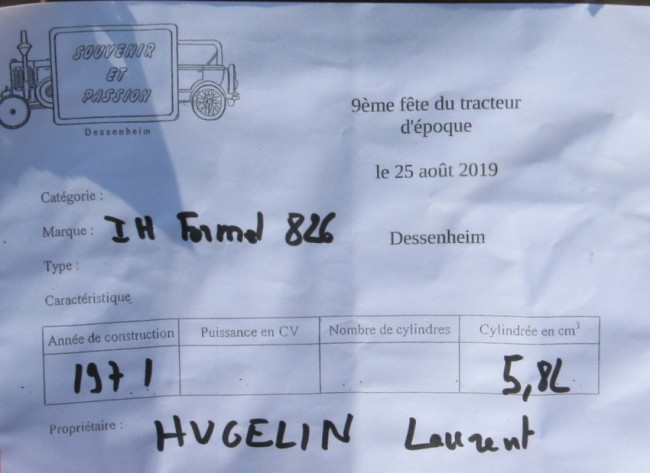 SOUVENIR
ET
PASSION
Dessenheim
9ème fête du tracteur
d'époque
le 25 août 2019
Dessenheim
Catégorie :
Marque : IH Farmal 826
Type :
Caractéristique
Année de construction Puissance en CV Nombre de cylindres Cylindrée en cm³
1971 5,8L
Propriétaire : HUGELIN Laurent